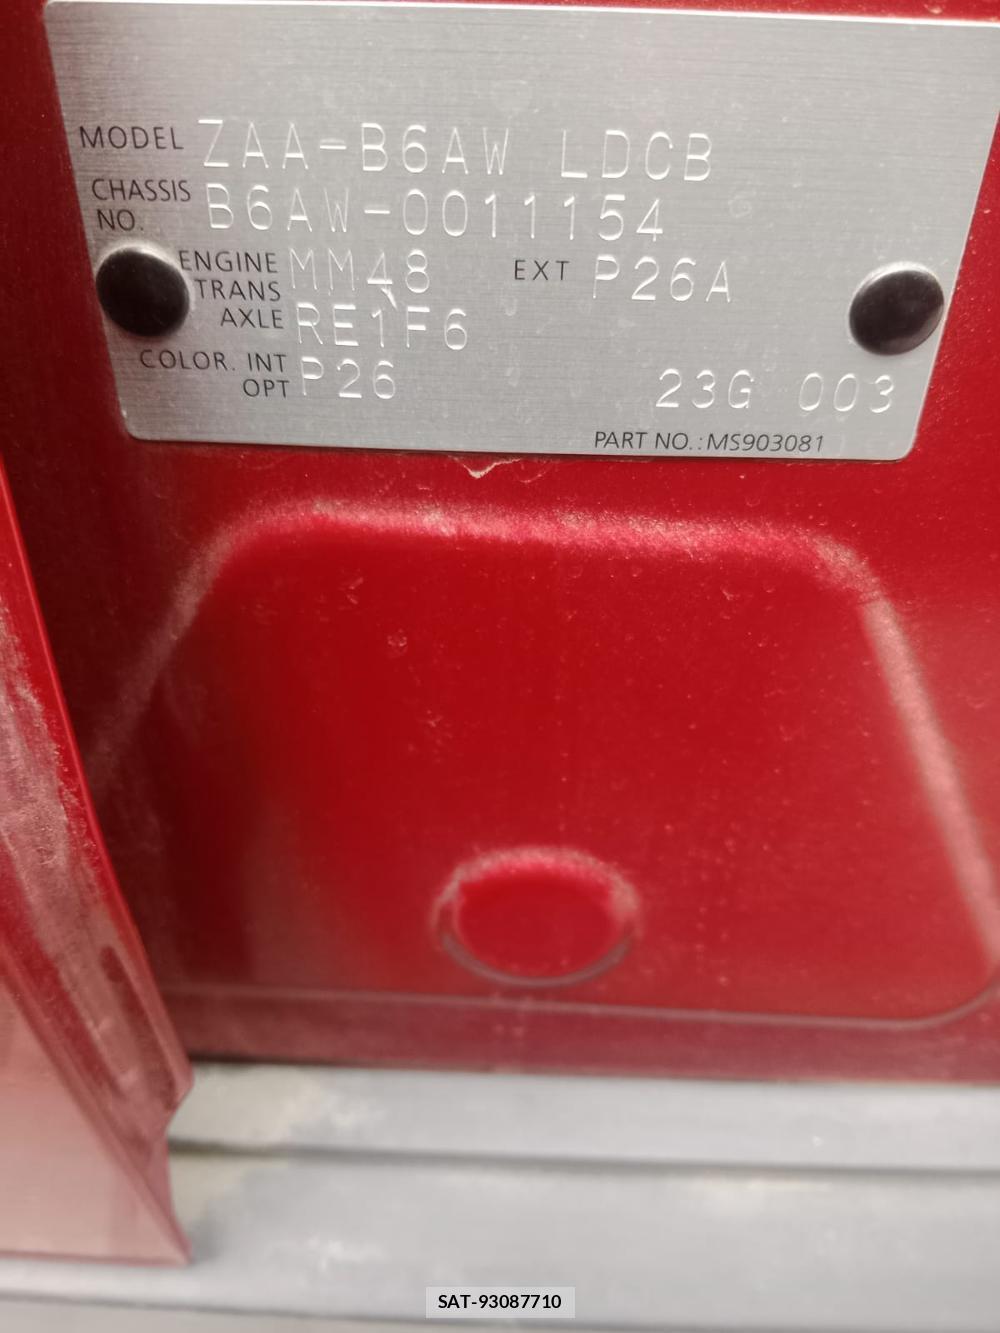 MODEL ZAA-B6AW LDCB
CHASSIS NO. B6AW-0011154
ENGINE MM48 EXT P26A
TRANS AXLE RE1F6
COLOR. INT P26
OPT 23G 003
PART NO.: MS903081
SAT-93087710